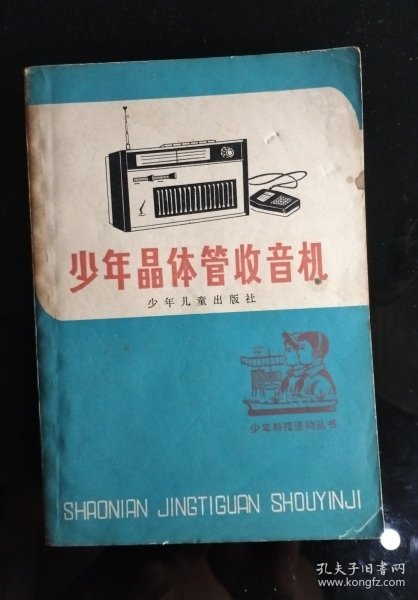 少年晶体管收音机
少年儿童出版社
少年科技活动丛书
SHAONIAN JINGTIGUAN SHOUYINJI
孔夫子旧书网
www.kongfz.com